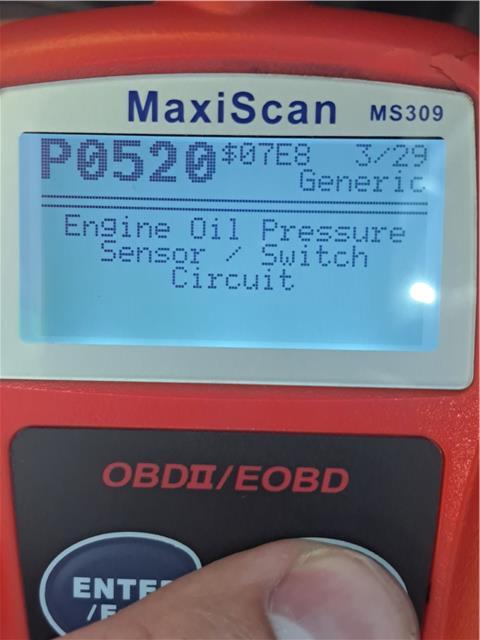 MaxiScan MS309
P0520 $07E8 3/29
Generic
Engine Oil Pressure
Sensor / Switch
Circuit
OBDII/EOBD